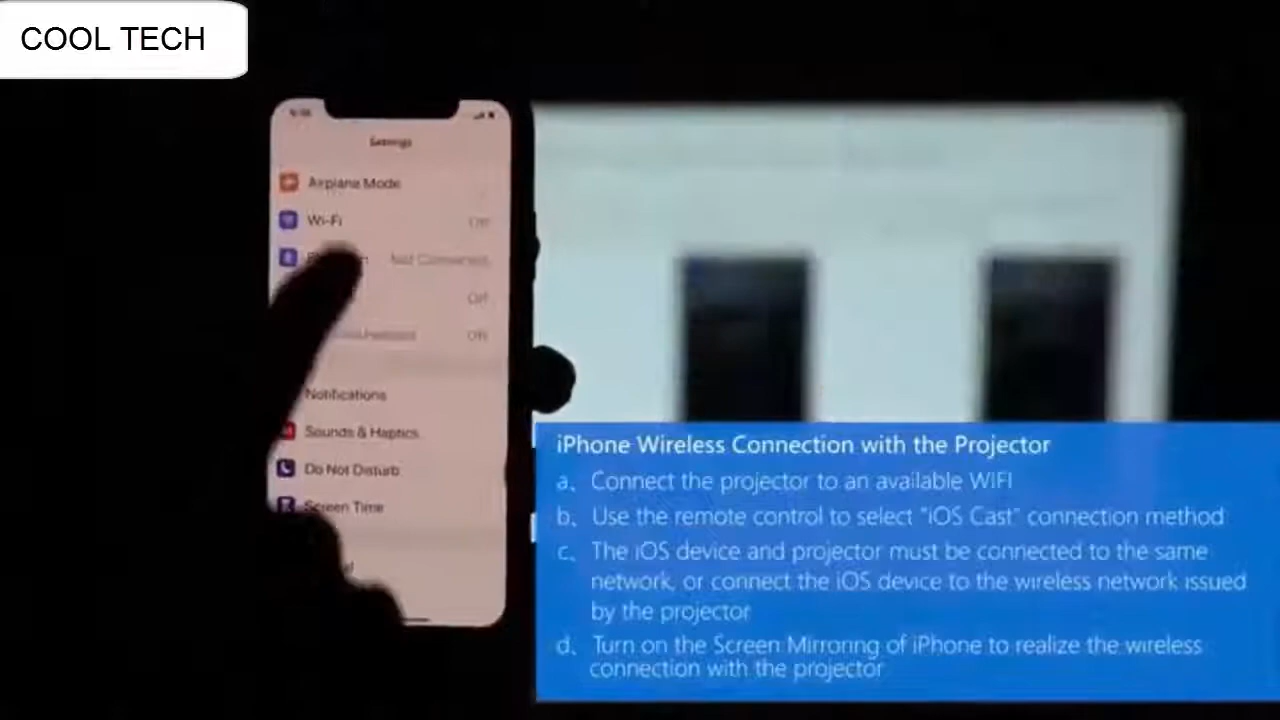 COOL TECH
Settings
Airplane Mode
Wi-Fi Off
Not Connected
Off
Off
Notifications
Sounds & Haptics
Do Not Disturb
Screen Time
iPhone Wireless Connection with the Projector
a、Connect the projector to an available WIFI
b、Use the remote control to select "iOS Cast" connection method
c、The iOS device and projector must be connected to the same
network, or connect the iOS device to the wireless network issued
by the projector
d、Turn on the Screen Mirroring of iPhone to realize the wireless
connection with the projector